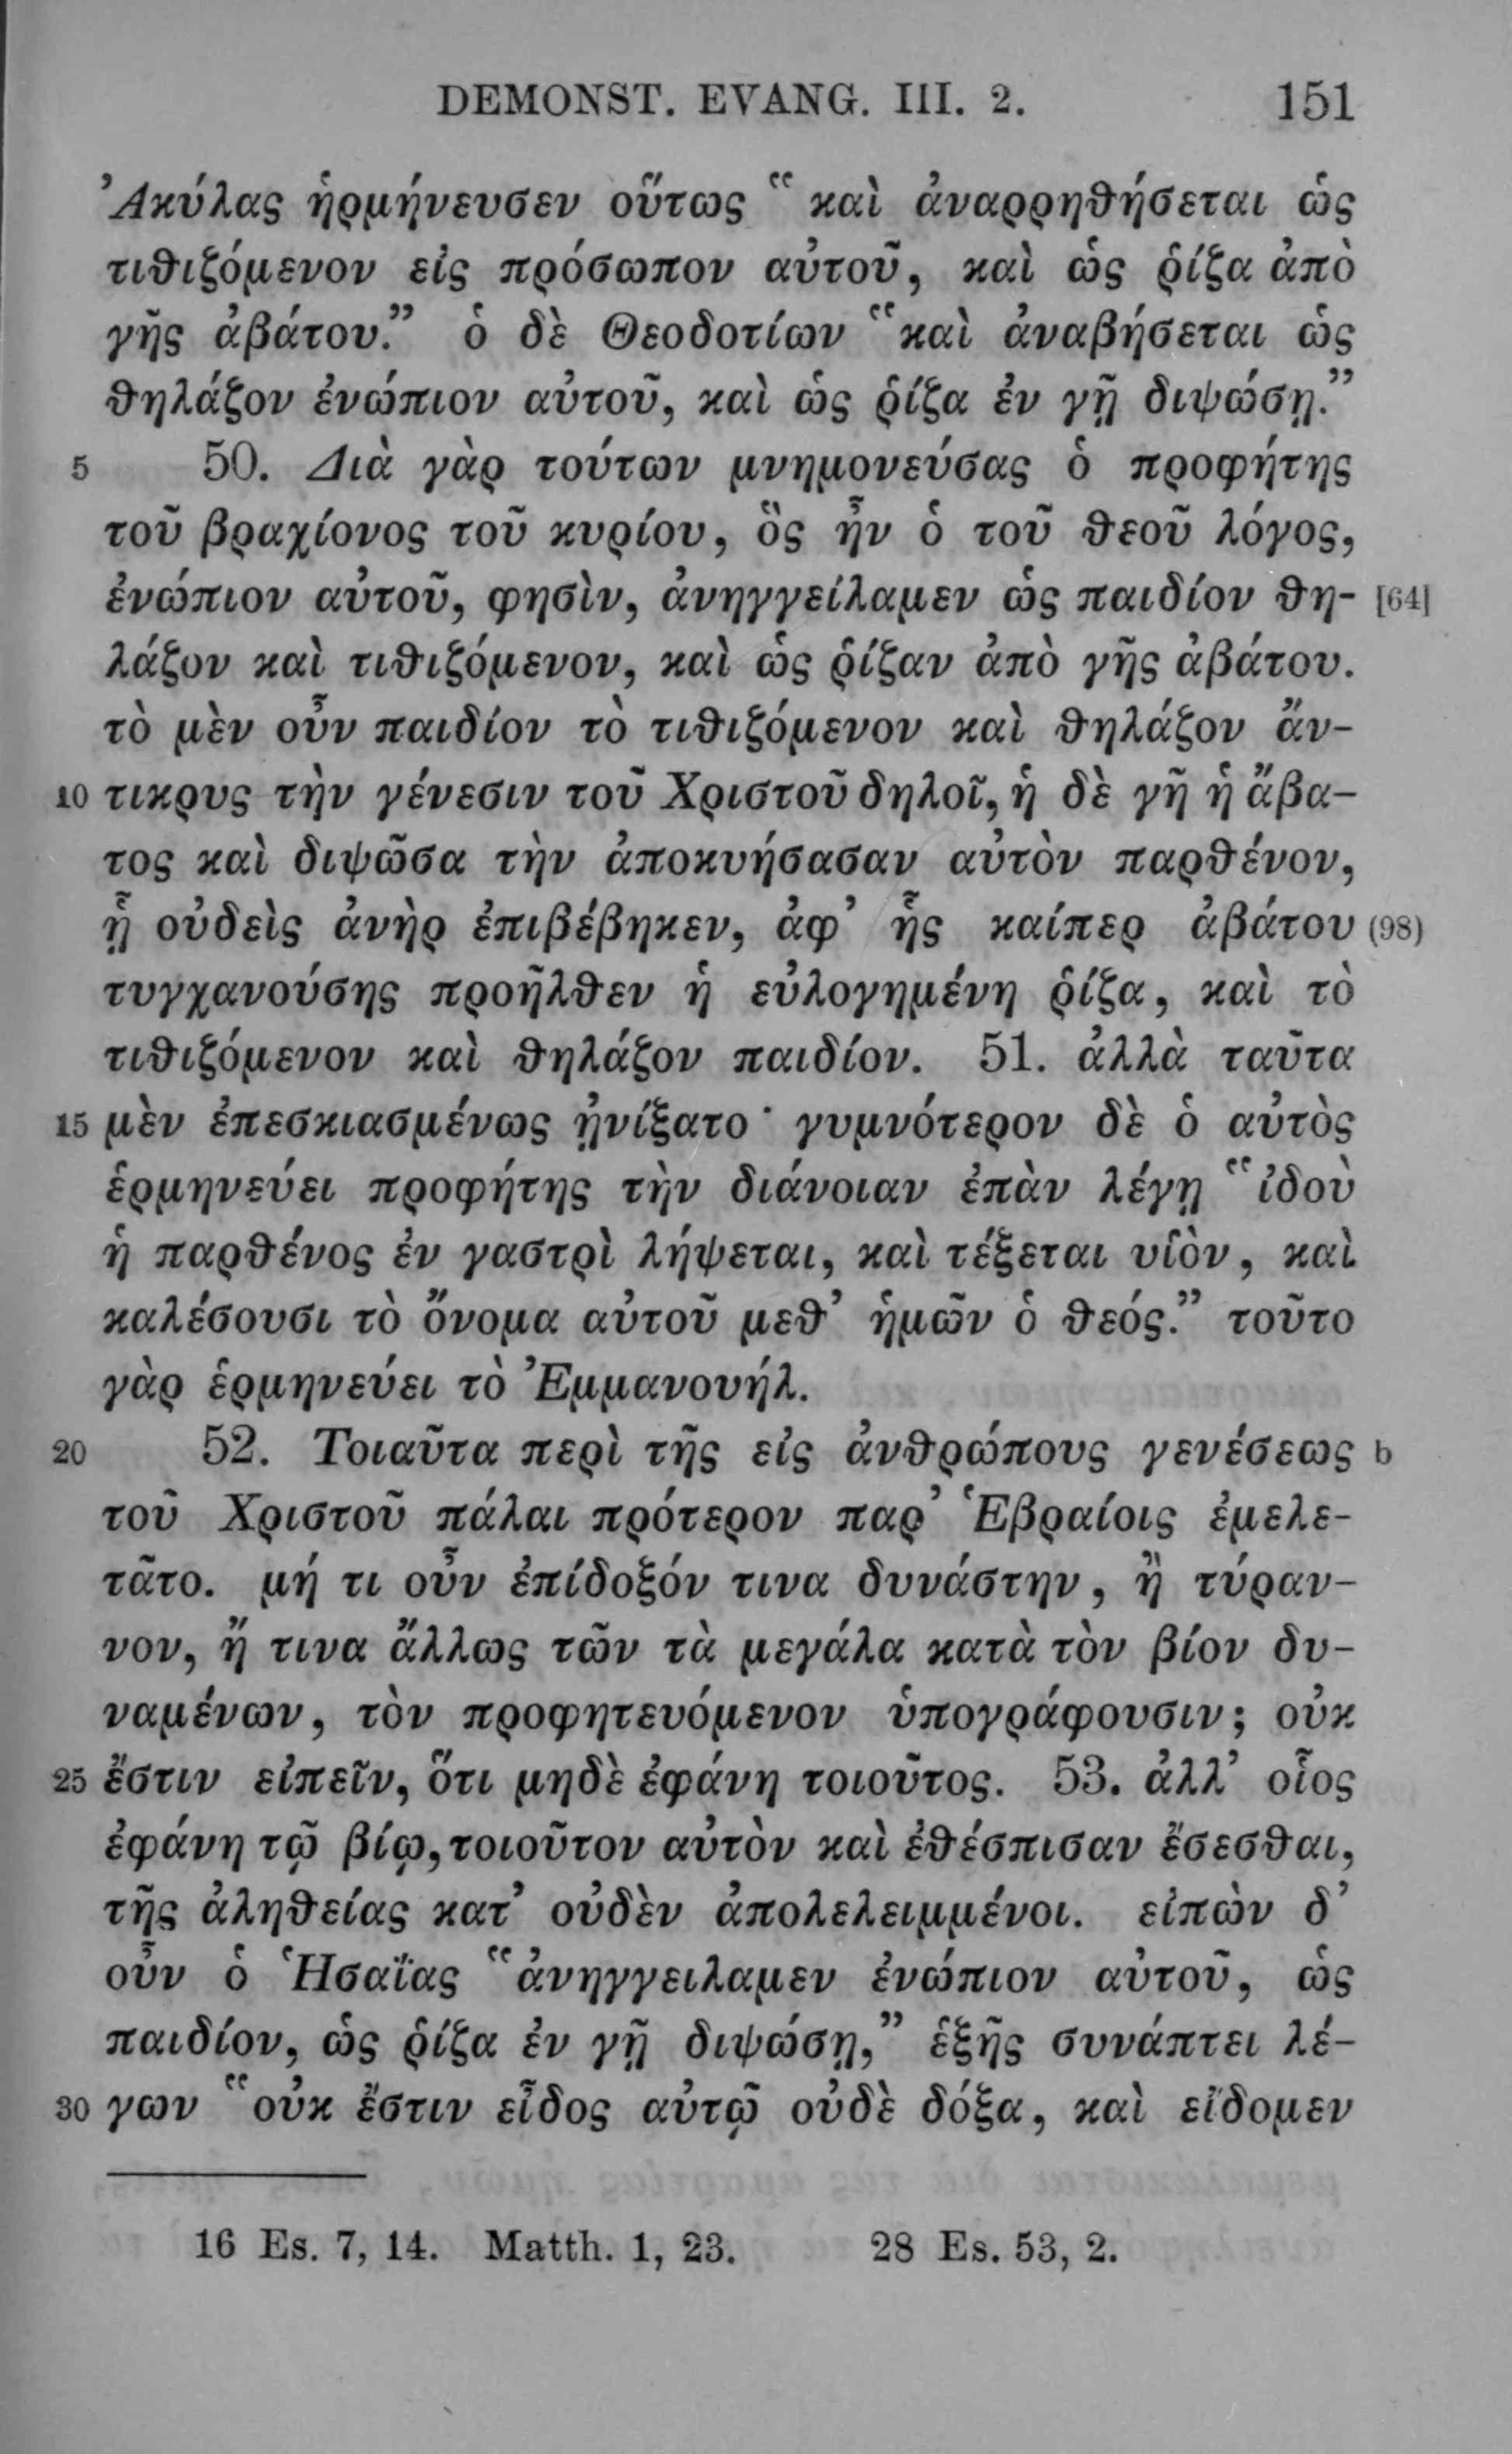 DEMONST. EVANG. III. 2. 151
Ἀκύλας ἡρμήνευσεν οὕτως “ καὶ ἀναρρηθήσεται ὡς
τιθιζόμενον εἰς πρόσωπον αὐτοῦ, καὶ ὡς ῥίζα ἀπὸ
γῆς ἀβάτου.” ὁ δὲ Θεοδοτίων “καὶ ἀναβήσεται ὡς
θηλάζον ἐνώπιον αὐτοῦ, καὶ ὡς ῥίζα ἐν γῇ διψώσῃ.”
5 50. Διὰ γὰρ τούτων μνημονεύσας ὁ προφήτης
τοῦ βραχίονος τοῦ κυρίου, ὃς ἦν ὁ τοῦ θεοῦ λόγος,
ἐνώπιον αὐτοῦ, φησὶν, ἀνηγγείλαμεν ὡς παιδίον θη- [64]
λάζον καὶ τιθιζόμενον, καὶ ὡς ῥίζαν ἀπὸ γῆς ἀβάτου.
τὸ μὲν οὖν παιδίον τὸ τιθιζόμενον καὶ θηλάζον ἄν-
10 τικρυς τὴν γένεσιν τοῦ Χριστοῦ δηλοῖ, ἡ δὲ γῆ ἡ ἄβα-
τος καὶ διψῶσα τὴν ἀποκυήσασαν αὐτὸν παρθένον,
ᾗ οὐδεὶς ἀνὴρ ἐπιβέβηκεν, ἀφ’ ἧς καίπερ ἀβάτου (98)
τυγχανούσης προῆλθεν ἡ εὐλογημένη ῥίζα, καὶ τὸ
τιθιζόμενον καὶ θηλάζον παιδίον. 51. ἀλλὰ ταῦτα
15 μὲν ἐπεσκιασμένως ᾐνίξατο · γυμνότερον δὲ ὁ αὐτὸς
ἑρμηνεύει προφήτης τὴν διάνοιαν ἐπὰν λέγῃ “ἰδοὺ
ἡ παρθένος ἐν γαστρὶ λήψεται, καὶ τέξεται υἱὸν, καὶ
καλέσουσι τὸ ὄνομα αὐτοῦ μεθ’ ἡμῶν ὁ θεός.” τοῦτο
γὰρ ἑρμηνεύει τὸ Ἐμμανουήλ.
20 52. Τοιαῦτα περὶ τῆς εἰς ἀνθρώπους γενέσεως b
τοῦ Χριστοῦ πάλαι πρότερον παρ’ Ἑβραίοις ἐμελε-
τᾶτο. μή τι οὖν ἐπίδοξόν τινα δυνάστην, ἢ τύραν-
νον, ἤ τινα ἄλλως τῶν τὰ μεγάλα κατὰ τὸν βίον δυ-
ναμένων, τὸν προφητευόμενον ὑπογράφουσιν; οὐκ
25 ἔστιν εἰπεῖν, ὅτι μηδὲ ἐφάνη τοιοῦτος. 53. ἀλλ’ οἷος
ἐφάνη τῷ βίῳ, τοιοῦτον αὐτὸν καὶ ἐθέσπισαν ἔσεσθαι,
τῆς ἀληθείας κατ’ οὐδὲν ἀπολελειμμένοι. εἰπὼν δ’
οὖν ὁ Ἡσαΐας “ἀνηγγειλαμεν ἐνώπιον αὐτοῦ, ὡς
παιδίον, ὡς ῥίζα ἐν γῇ διψώσῃ,” ἑξῆς συνάπτει λέ-
30 γων “οὐκ ἔστιν εἶδος αὐτῷ οὐδὲ δόξα, καὶ εἴδομεν
16 Es. 7, 14. Matth. 1, 23. 28 Es. 53, 2.